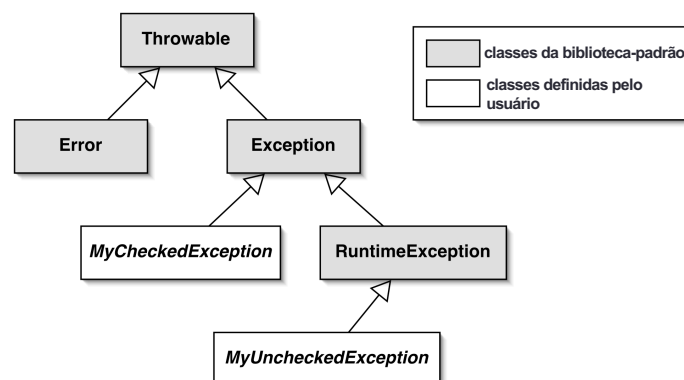 Throwable
classes da biblioteca-padrão
classes definidas pelo
usuário
Error
Exception
MyCheckedException
RuntimeException
MyUncheckedException